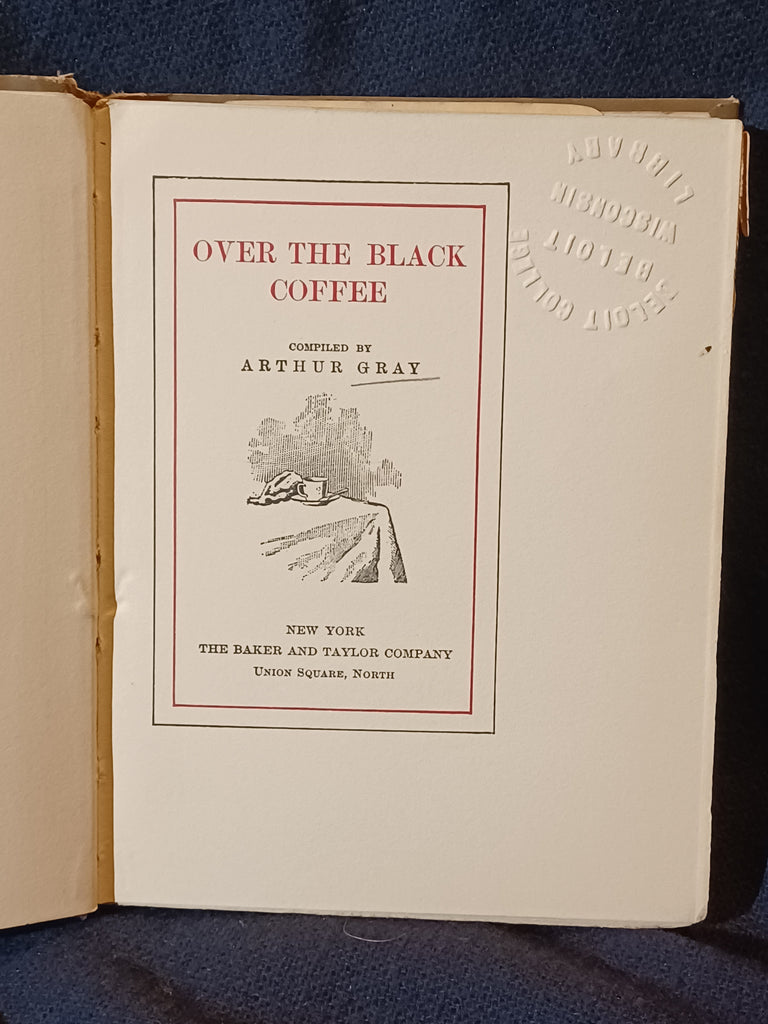 OVER THE BLACK
COFFEE
COMPILED BY
ARTHUR GRAY
NEW YORK
THE BAKER AND TAYLOR COMPANY
UNION SQUARE, NORTH
BELOIT COLLEGE
BELOIT
WISCONSIN
LIBRARY